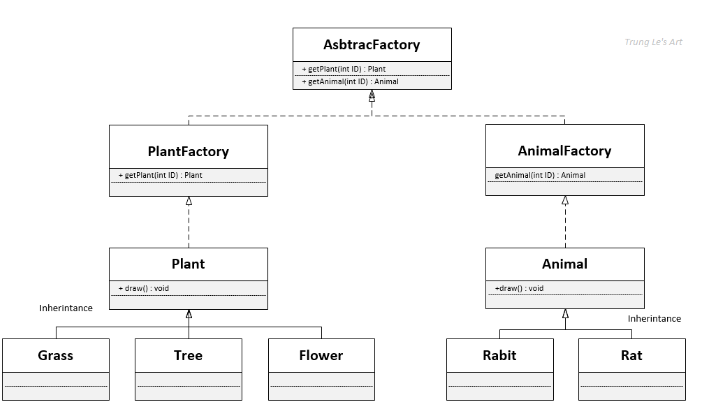 AsbtracFactory
Trung Le's Art
+ getPlant(int ID) : Plant
+ getAnimal(int ID) : Animal
PlantFactory
+ getPlant(int ID) : Plant
AnimalFactory
getAnimal(int ID) : Animal
Plant
+ draw() : void
Animal
+draw() : void
Inherintance
Inherintance
Grass
Tree
Flower
Rabit
Rat